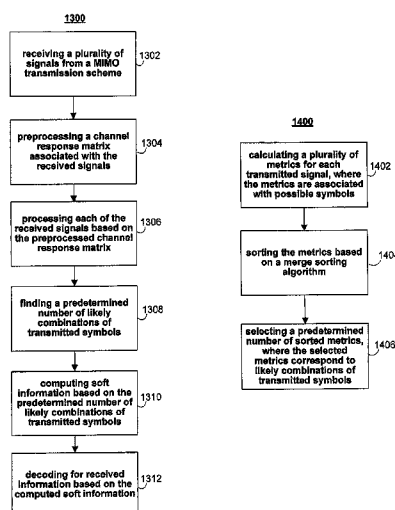 1300
receiving a plurality of
signals from a MIMO
transmission scheme
1302
preprocessing a channel
response matrix
associated with the
received signals
1304
processing each of the
received signals based on
the preprocessed channel
response matrix
1306
finding a predetermined
number of likely
combinations of
transmitted symbols
1308
computing soft
information based on the
predetermined number of
likely combinations of
transmitted symbols
1310
decoding for received
information based on the
computed soft information
1312
1400
calculating a plurality of
metrics for each
transmitted signal, where
the metrics are associated
with possible symbols
1402
sorting the metrics based
on a merge sorting
algorithm
140
selecting a predetermined
number of sorted metrics,
where the selected
metrics correspond to
likely combinations of
transmitted symbols
1406